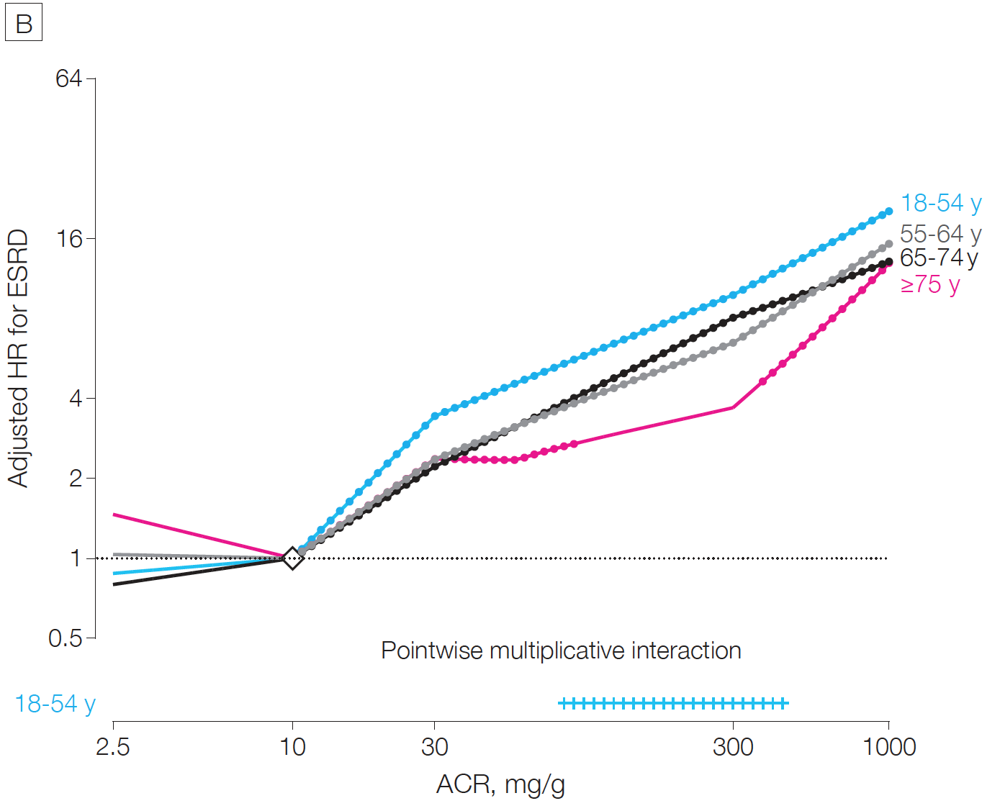 B
64
16
4
2
1
0.5
Adjusted HR for ESRD
18-54 y
55-64 y
65-74 y
≥75 y
Pointwise multiplicative interaction
18-54 y
2.5 10 30 300 1000
ACR, mg/g